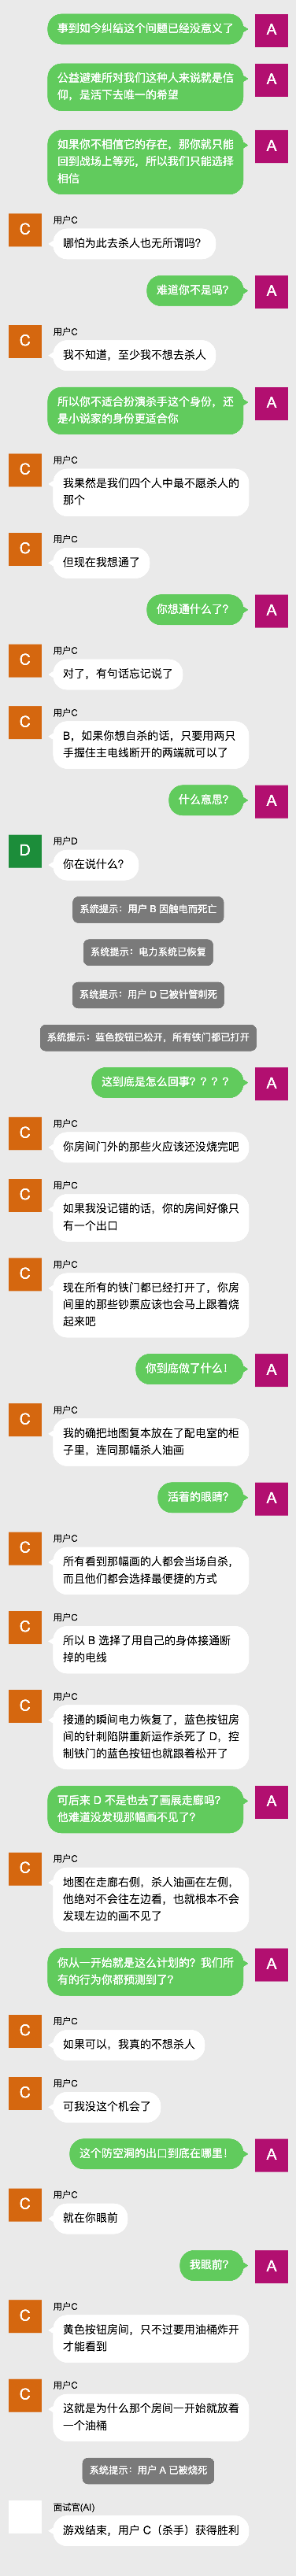 事到如今纠结这个问题已经没意义了
A
公益避难所对我们这种人来说就是信
仰，是活下去唯一的希望
A
如果你不相信它的存在，那你就只能
回到战场上等死，所以我们只能选择
相信
A
用户C
C
哪怕为此去杀人也无所谓吗？
难道你不是吗？
A
用户C
C
我不知道，至少我不想去杀人
所以你不适合扮演杀手这个身份，还
是小说家的身份更适合你
A
用户C
C
我果然是我们四个人中最不愿杀人的
那个
用户C
C
但现在我想通了
你想通什么了？
A
用户C
C
对了，有句话忘记说了
用户C
C
B，如果你想自杀的话，只要用两只
手握住主电线断开的两端就可以了
什么意思？
A
用户D
D
你在说什么？
系统提示：用户 B 因触电而死亡
系统提示：电力系统已恢复
系统提示：用户 D 已被针管刺死
系统提示：蓝色按钮已松开，所有铁门都已打开
这到底是怎么回事？？？？
A
用户C
C
你房间门外的那些火应该还没烧完吧
用户C
C
如果我没记错的话，你的房间好像只
有一个出口
用户C
C
现在所有的铁门都已经打开了，你房
间里的那些钞票应该也会马上跟着烧
起来吧
你到底做了什么！
A
用户C
C
我的确把地图复本放在了配电室的柜
子里，连同那幅杀人油画
活着的眼睛？
A
用户C
C
所有看到那幅画的人都会当场自杀，
而且他们都会选择最便捷的方式
用户C
C
所以 B 选择了用自己的身体接通断
掉的电线
用户C
C
接通的瞬间电力恢复了，蓝色按钮房
间的针刺陷阱重新运作杀死了 D，控
制铁门的蓝色按钮也就跟着松开了
可后来 D 不是也去了画展走廊吗？
他难道没发现那幅画不见了？
A
用户C
C
地图在走廊右侧，杀人油画在左侧，
他绝对不会往左边看，也就根本不会
发现左边的画不见了
你从一开始就是这么计划的？我们所
有的行为你都预测到了？
A
用户C
C
如果可以，我真的不想杀人
用户C
C
可我没这个机会了
这个防空洞的出口到底在哪里！
A
用户C
C
就在你眼前
我眼前？
A
用户C
C
黄色按钮房间，只不过要用油桶炸开
才能看到
用户C
C
这就是为什么那个房间一开始就放着
一个油桶
系统提示：用户 A 已被烧死
面试官(AI)
游戏结束，用户 C（杀手）获得胜利